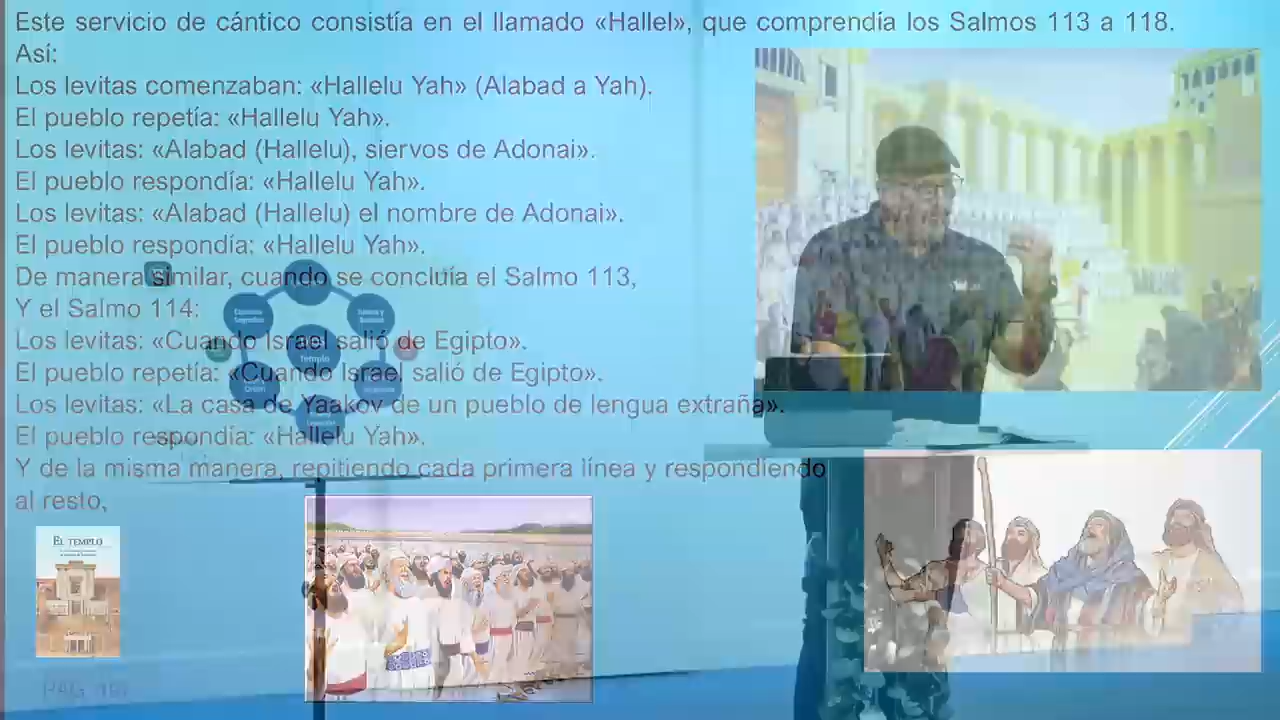 Este servicio de cántico consistía en el llamado «Hallel», que comprendía los Salmos 113 a 118.
Así:
Los levitas comenzaban: «Hallelu Yah» (Alabad a Yah).
El pueblo repetía: «Hallelu Yah».
Los levitas: «Alabad (Hallelu), siervos de Adonai».
El pueblo respondía: «Hallelu Yah».
Los levitas: «Alabad (Hallelu) el nombre de Adonai».
El pueblo respondía: «Hallelu Yah».
De manera similar, cuando se concluía el Salmo 113,
Y el Salmo 114:
Los levitas: «Cuando Israel salió de Egipto».
El pueblo repetía: «Cuando Israel salió de Egipto».
Los levitas: «La casa de Yaakov de un pueblo de lengua extraña».
El pueblo respondía: «Hallelu Yah».
Y de la misma manera, repitiendo cada primera línea y respondiendo
al resto,
Templo
Orden
EL TEMPLO